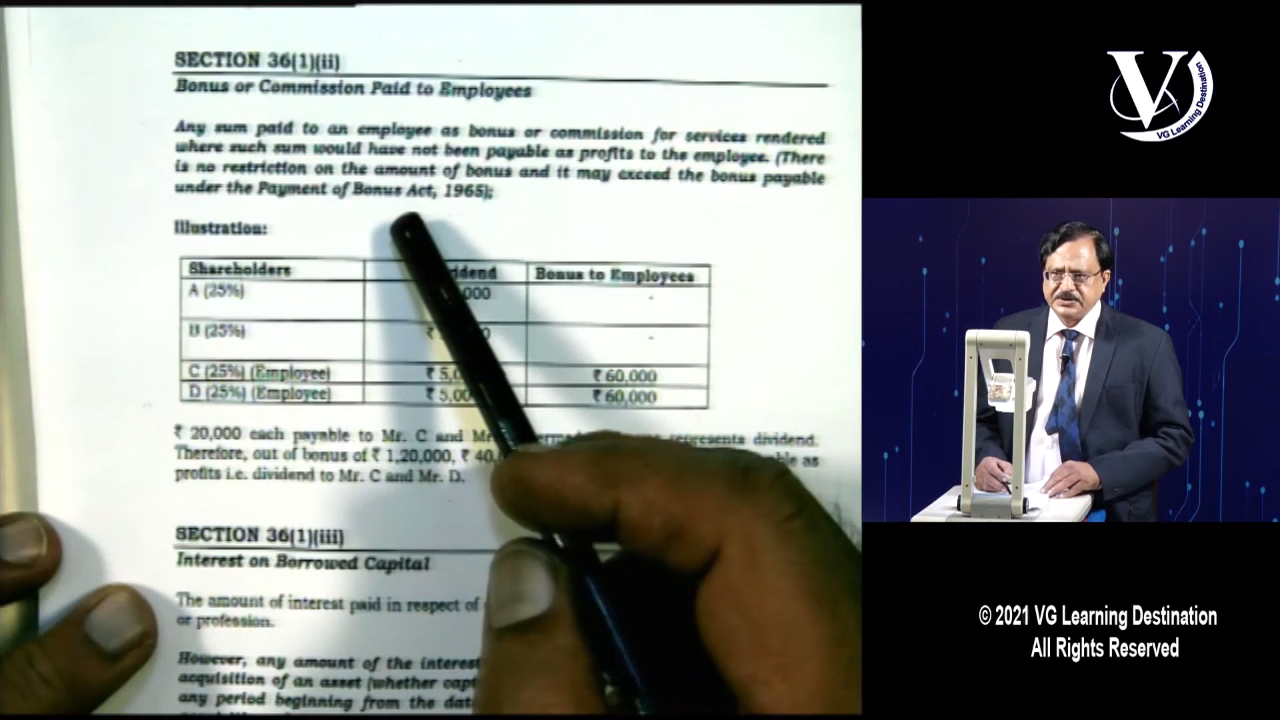 SECTION 36(1)(ii)
Bonus or Commission Paid to Employees
Any sum paid to an employee as bonus or commission for services rendered
where such sum would have not been payable as profits to the employee. (There
is no restriction on the amount of bonus and it may exceed the bonus payable
under the Payment of Bonus Act, 1965);
Illustration:
Shareholders Bonus to Employees
A (25%) -
B (25%) -
C (25%) (Employee) ₹ 60,000
D (25%) (Employee) ₹ 60,000
₹ 20,000 each payable to Mr. C and represents dividend.
Therefore, out of bonus of ₹ 1,20,000, as
profits i.e. dividend to Mr. C and Mr. D.
SECTION 36(1)(iii)
Interest on Borrowed Capital
The amount of interest paid in respect of
or profession.
However, any amount of the interest
acquisition of an asset (whether
any period beginning from the
V
VG Learning Destination
© 2021 VG Learning Destination
All Rights Reserved